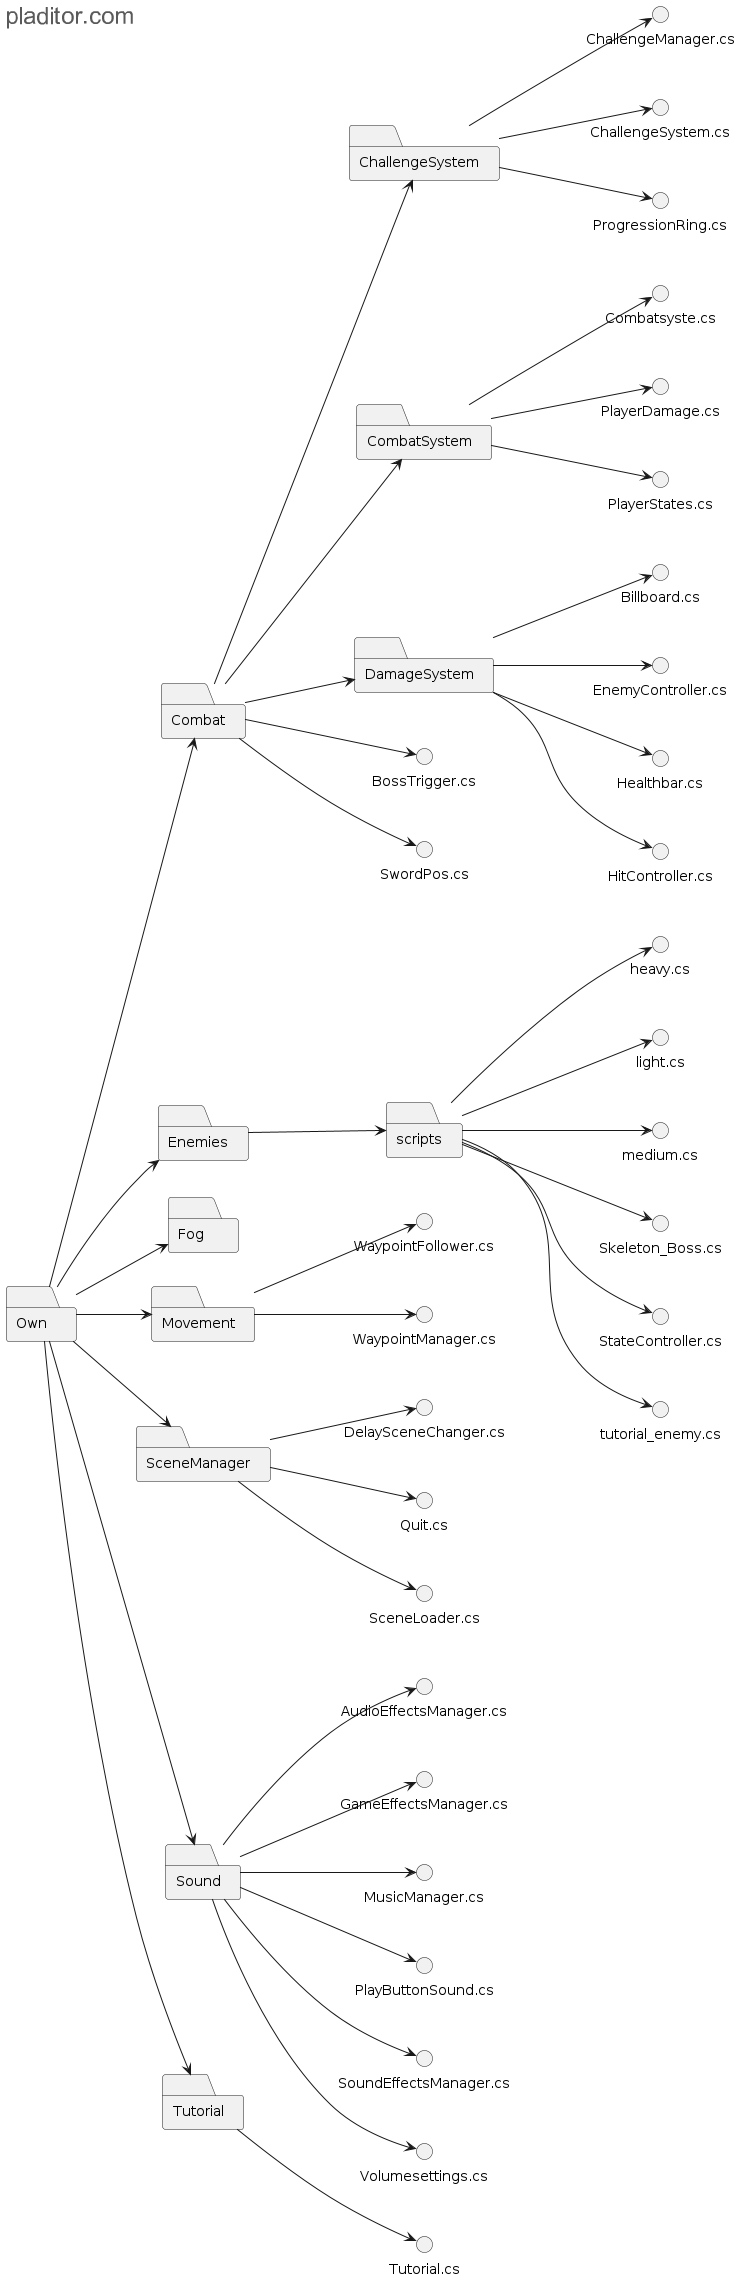 pladitor.com
ChallengeManager.cs
ChallengeSystem.cs
ChallengeSystem
ProgressionRing.cs
Combatsyste.cs
PlayerDamage.cs
CombatSystem
PlayerStates.cs
Billboard.cs
DamageSystem
EnemyController.cs
Combat
BossTrigger.cs
Healthbar.cs
SwordPos.cs
HitController.cs
heavy.cs
light.cs
Enemies
scripts
medium.cs
Fog
WaypointFollower.cs
Skeleton_Boss.cs
Own
Movement
WaypointManager.cs
StateController.cs
DelaySceneChanger.cs
tutorial_enemy.cs
SceneManager
Quit.cs
SceneLoader.cs
AudioEffectsManager.cs
GameEffectsManager.cs
Sound
MusicManager.cs
PlayButtonSound.cs
SoundEffectsManager.cs
Tutorial
Volumesettings.cs
Tutorial.cs